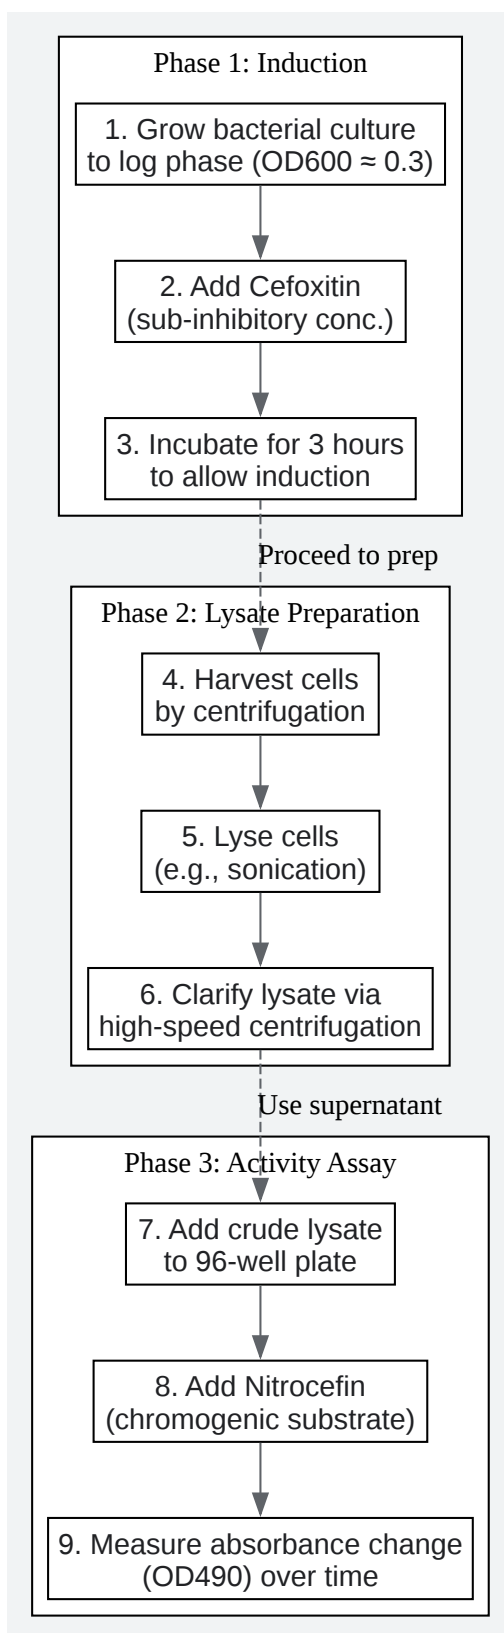 Phase 1: Induction
1. Grow bacterial culture
to log phase (OD600 ≈ 0.3)
2. Add Cefoxitin
(sub-inhibitory conc.)
3. Incubate for 3 hours
to allow induction
Proceed to prep
Phase 2: Lysate Preparation
4. Harvest cells
by centrifugation
5. Lyse cells
(e.g., sonication)
6. Clarify lysate via
high-speed centrifugation
Use supernatant
Phase 3: Activity Assay
7. Add crude lysate
to 96-well plate
8. Add Nitrocefin
(chromogenic substrate)
9. Measure absorbance change
(OD490) over time